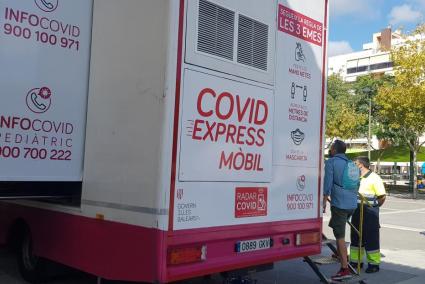 INFOCOVID
900 100 971
INFOCOVID
PEDIÀTRIC
900 700 222
COVID
EXPRESS
MÒBIL
GOVERN
ILLES
BALEARS
RADAR
COVID
0889 GKV
SEGUEIX LA REGLA DE
LES 3 EMES
MANS
NETES
METRES DE
DISTÀNCIA
MASCARETA
INFOCOVID
900 100 971